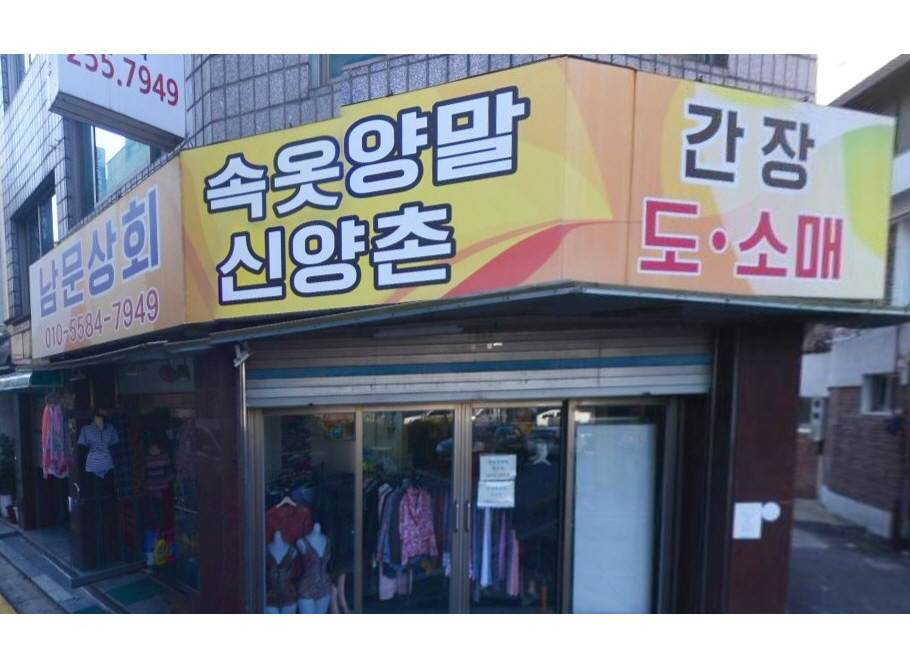 255.7949
남문상회
010-5584-7949
속옷양말
신양촌
간장
도·소매